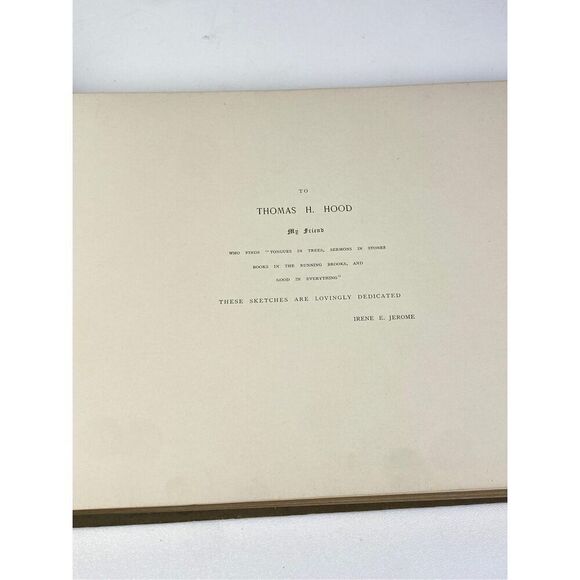 TO
THOMAS H. HOOD
My Friend
WHO FINDS "TONGUES IN TREES, SERMONS IN STONES
BOOKS IN THE RUNNING BROOKS, AND
GOOD IN EVERYTHING"
THESE SKETCHES ARE LOVINGLY DEDICATED
IRENE E. JEROME